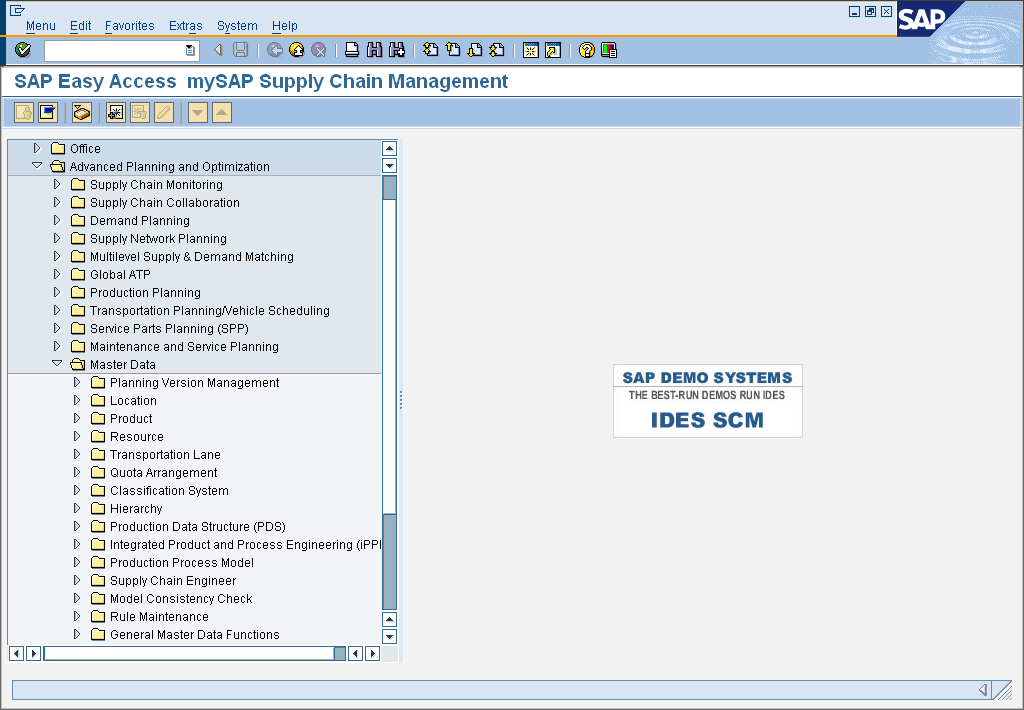 Menu Edit Favorites Extras System Help
SAP
SAP Easy Access mySAP Supply Chain Management
Office
Advanced Planning and Optimization
Supply Chain Monitoring
Supply Chain Collaboration
Demand Planning
Supply Network Planning
Multilevel Supply & Demand Matching
Global ATP
Production Planning
Transportation Planning/Vehicle Scheduling
Service Parts Planning (SPP)
Maintenance and Service Planning
Master Data
Planning Version Management
Location
Product
Resource
Transportation Lane
Quota Arrangement
Classification System
Hierarchy
Production Data Structure (PDS)
Integrated Product and Process Engineering (iPPI
Production Process Model
Supply Chain Engineer
Model Consistency Check
Rule Maintenance
General Master Data Functions
SAP DEMO SYSTEMS
THE BEST-RUN DEMOS RUN IDES
IDES SCM